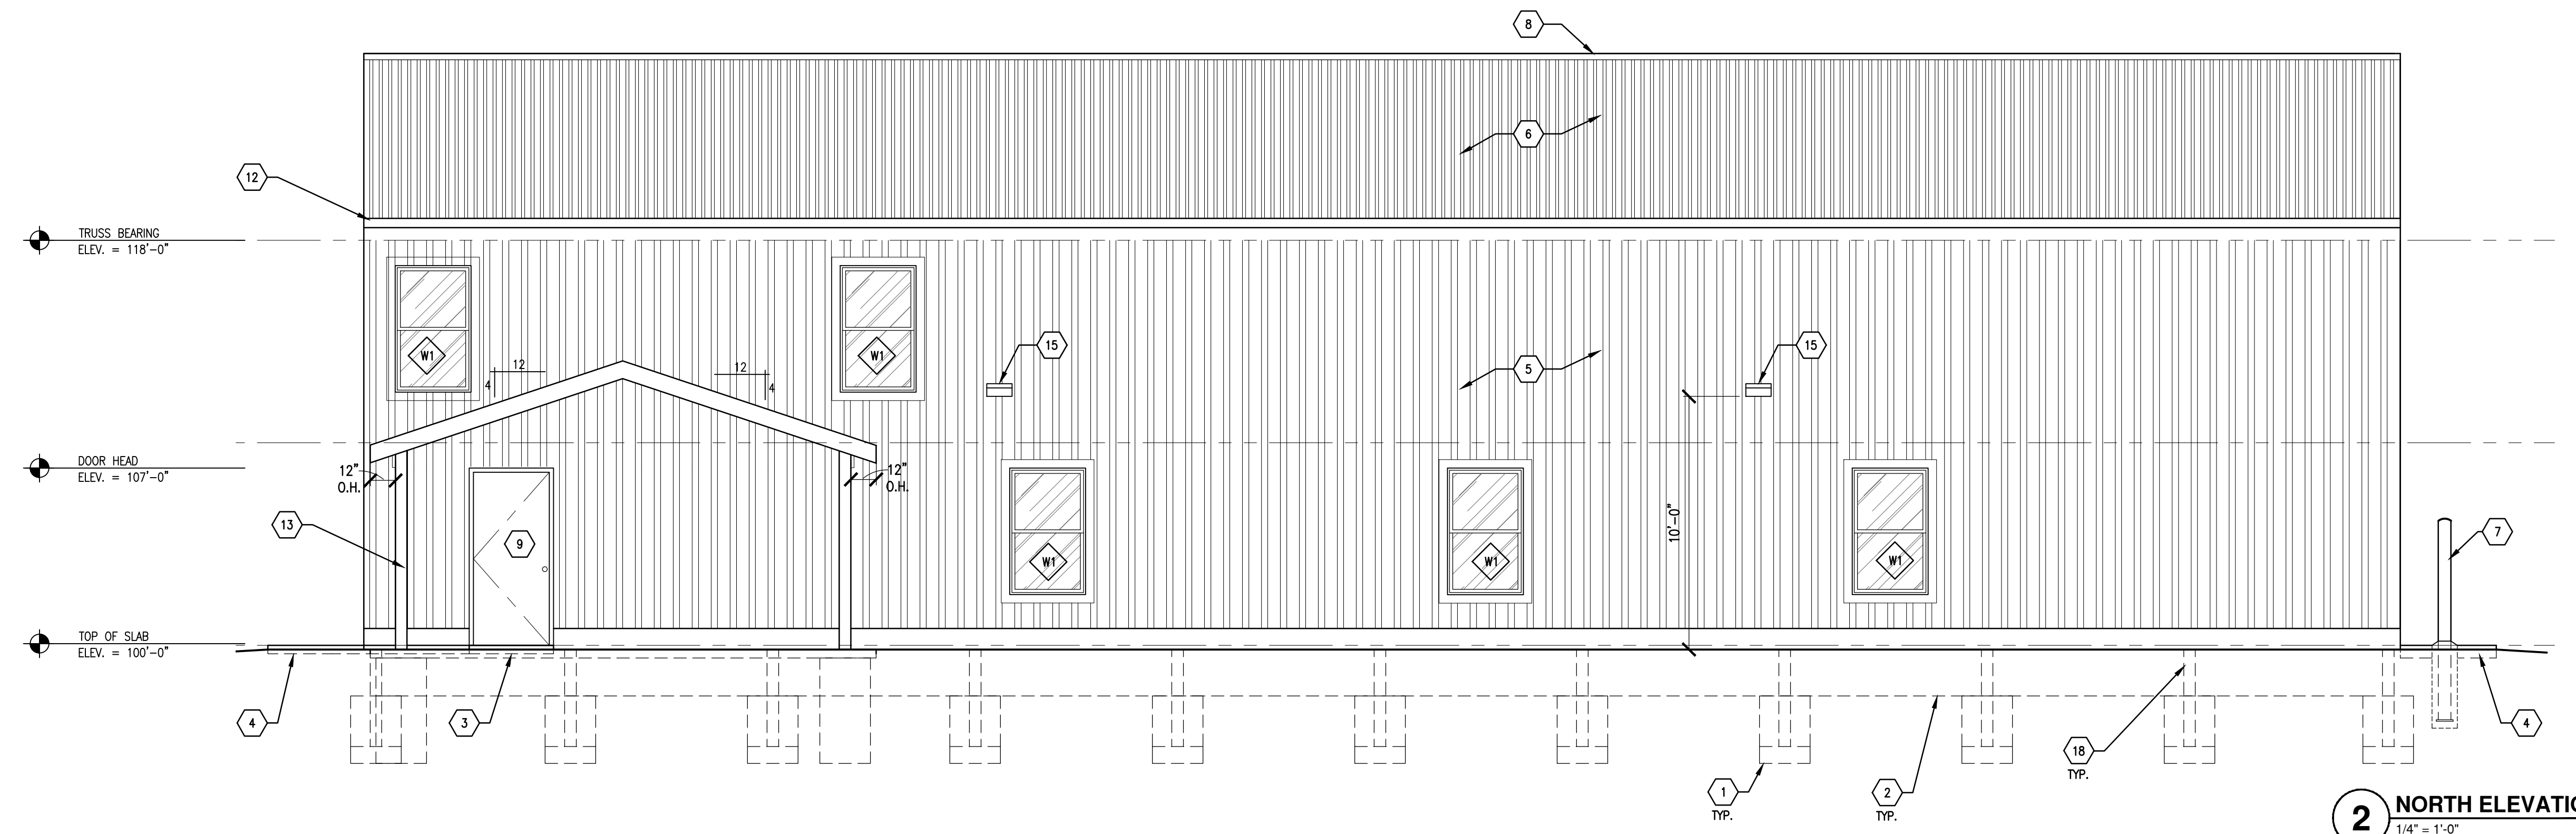 8
6
12
TRUSS BEARING
ELEV. = 118'-0"
W1
W1
15
15
5
12
4
12
4
DOOR HEAD
ELEV. = 107'-0"
12"
O.H.
12"
O.H.
13
9
W1
W1
W1
10'-0"
7
TOP OF SLAB
ELEV. = 100'-0"
4
3
4
18
TYP.
1
TYP.
2
TYP.
2
NORTH ELEVATIO
1/4" = 1'-0"